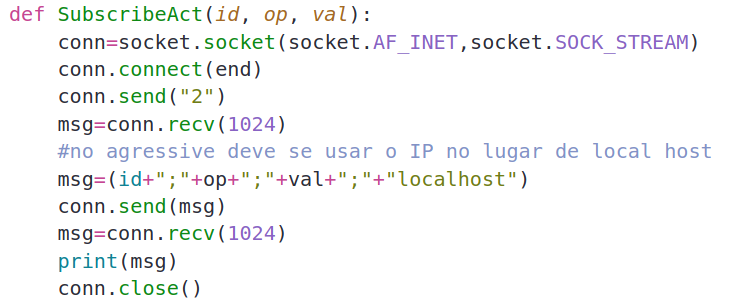 def SubscribeAct(id, op, val):
    conn=socket.socket(socket.AF_INET,socket.SOCK_STREAM)
    conn.connect(end)
    conn.send("2")
    msg=conn.recv(1024)
    #no agressive deve se usar o IP no lugar de local host
    msg=(id+";"+op+";"+val+";"+"localhost")
    conn.send(msg)
    msg=conn.recv(1024)
    print(msg)
    conn.close()